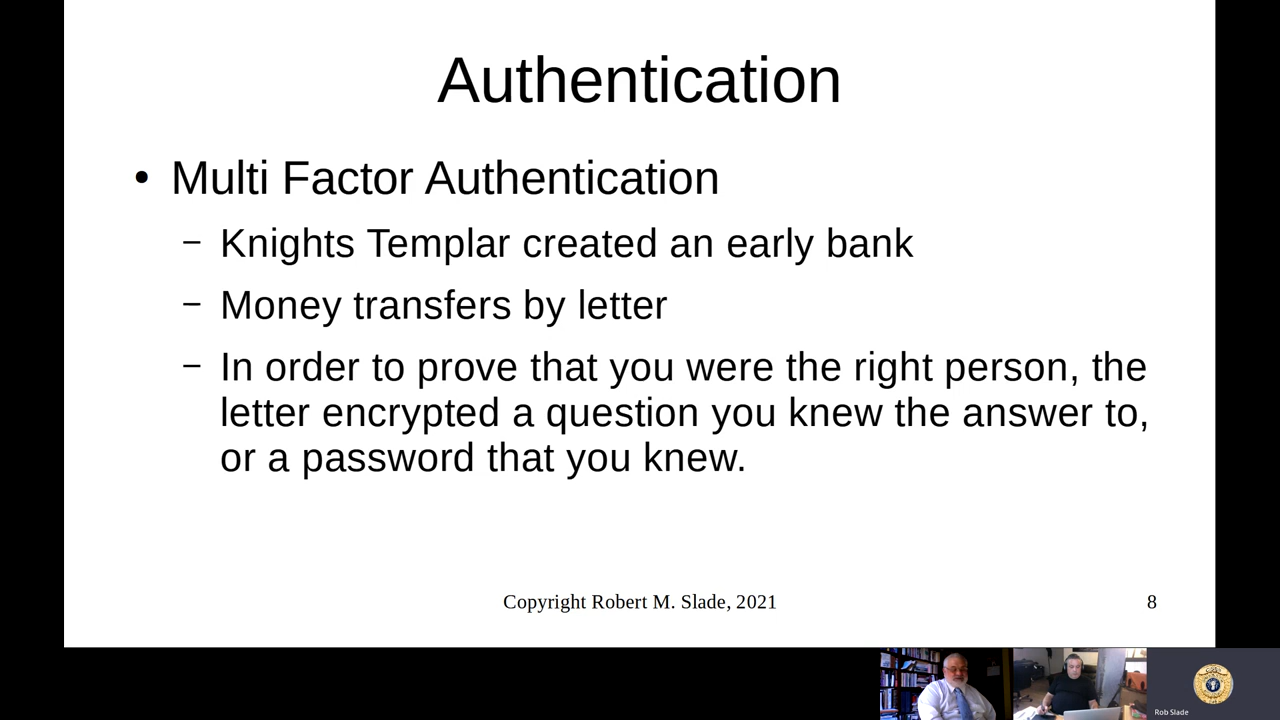 Authentication
• Multi Factor Authentication
– Knights Templar created an early bank
– Money transfers by letter
– In order to prove that you were the right person, the
letter encrypted a question you knew the answer to,
or a password that you knew.
Copyright Robert M. Slade, 2021
8
Rob Slade